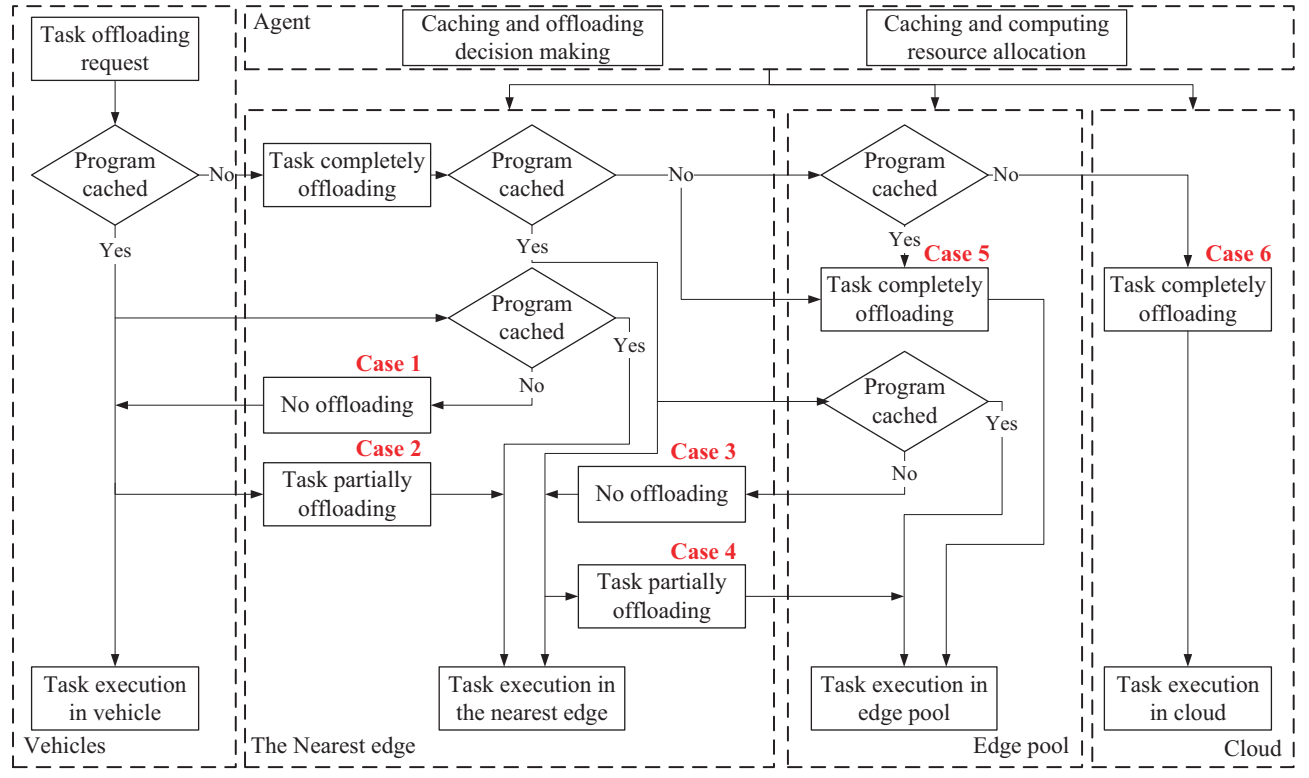 Task offloading
request
Agent
Caching and offloading
decision making
Caching and computing
resource allocation
Program
cached
No
Task completely
offloading
Program
cached
No
Program
cached
No
Yes
Yes
Yes
Case 5
Task completely
offloading
Case 6
Task completely
offloading
Program
cached
Yes
No
Case 1
No offloading
Program
cached
Yes
No
Case 2
Task partially
offloading
Case 3
No offloading
Case 4
Task partially
offloading
Task execution
in vehicle
Task execution in
the nearest edge
Task execution in
edge pool
Task execution
in cloud
Vehicles
The Nearest edge
Edge pool
Cloud